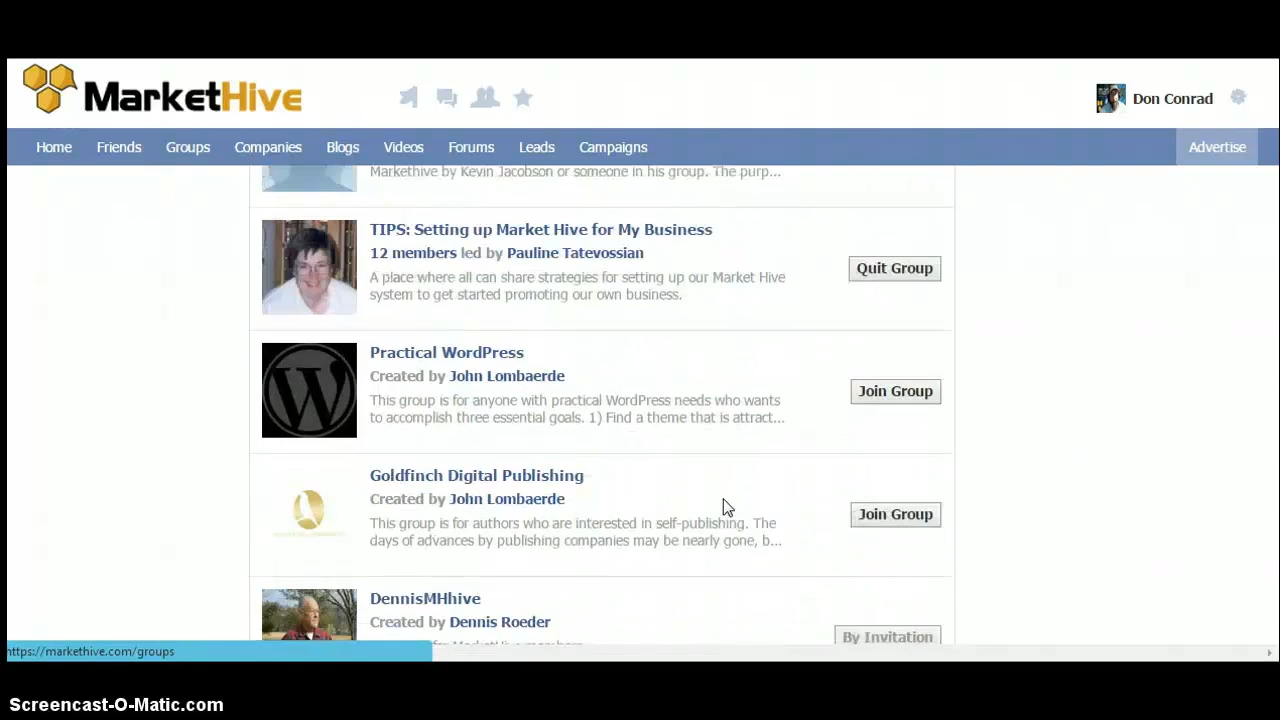 MarketHive
Don Conrad
Home Friends Groups Companies Blogs Videos Forums Leads Campaigns Advertise
Markethive by Kevin Jacobson or someone in his group. The purp...
TIPS: Setting up Market Hive for My Business
12 members led by Pauline Tatevossian
A place where all can share strategies for setting up our Market Hive
system to get started promoting our own business.
Quit Group
Practical WordPress
Created by John Lombaerde
This group is for anyone with practical WordPress needs who wants
to accomplish three essential goals. 1) Find a theme that is attract...
Join Group
Goldfinch Digital Publishing
Created by John Lombaerde
This group is for authors who are interested in self-publishing. The
days of advances by publishing companies may be nearly gone, b...
Join Group
DennisMHhive
Created by Dennis Roeder
By Invitation
https://markethive.com/groups
Screencast-O-Matic.com